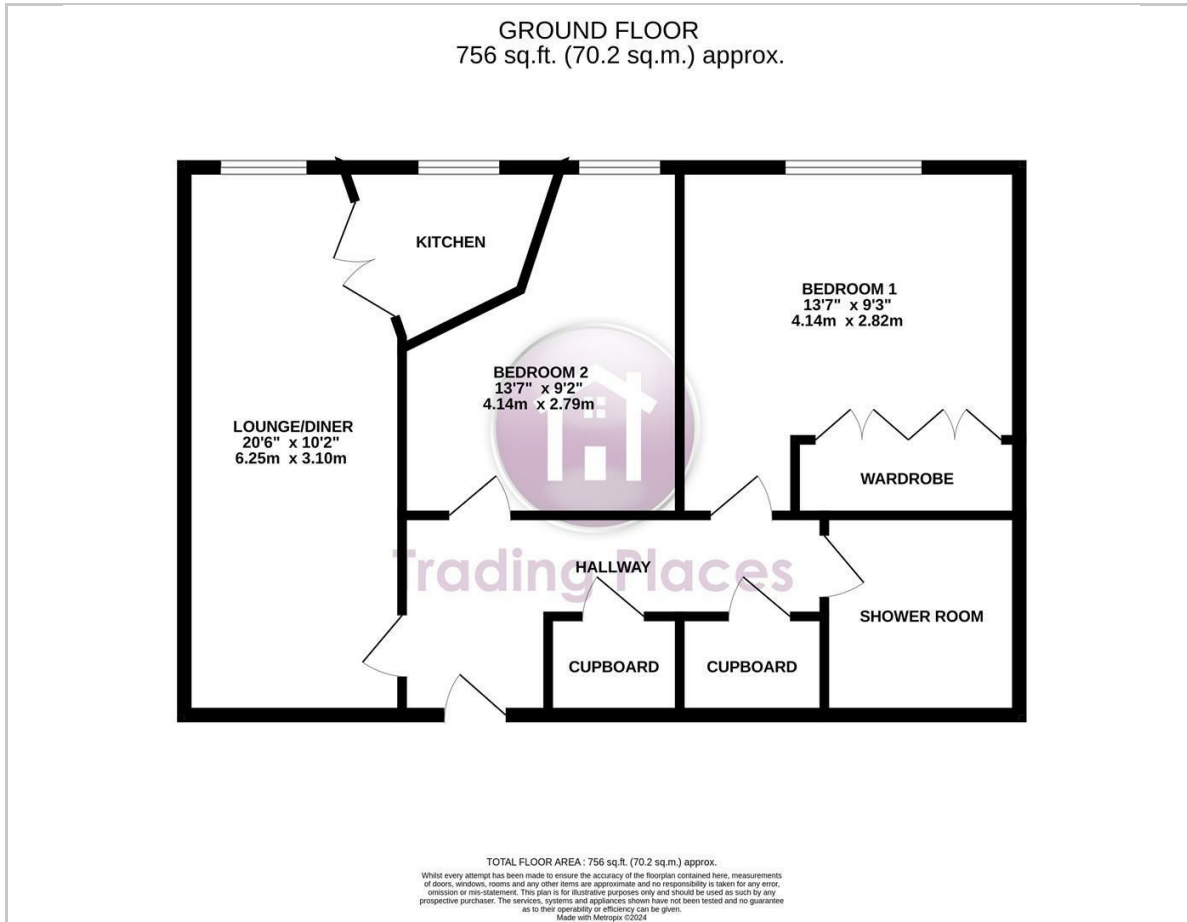 GROUND FLOOR
756 sq.ft. (70.2 sq.m.) approx.
KITCHEN
BEDROOM 1
13'7" x 9'3"
4.14m x 2.82m
BEDROOM 2
13'7" x 9'2"
4.14m x 2.79m
LOUNGE/DINER
20'6" x 10'2"
6.25m x 3.10m
WARDROBE
HALLWAY
Trading Places
SHOWER ROOM
CUPBOARD
CUPBOARD
TOTAL FLOOR AREA : 756 sq.ft. (70.2 sq.m.) approx.
Whilst every attempt has been made to ensure the accuracy of the floorplan contained here, measurements
of doors, windows, rooms and any other items are approximate and no responsibility is taken for any error,
omission or mis-statement. This plan is for illustrative purposes only and should be used as such by any
prospective purchaser. The services, systems and appliances shown have not been tested and no guarantee
as to their operability or efficiency can be given.
Made with Metropix ©2024